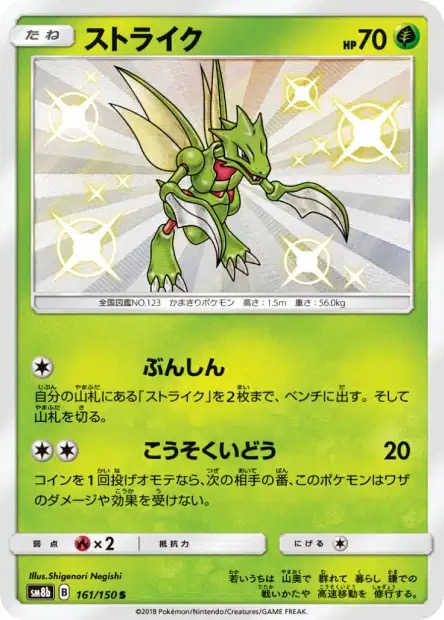 たね ストライク HP70
全国図鑑NO.123 かまきりポケモン 高さ：1.5m 重さ：56.0kg
ぶんしん
自分の山札にある「ストライク」を2枚まで、ベンチに出す。そして
山札を切る。
こうそくいどう 20
コインを1回投げオモテなら、次の相手の番、このポケモンはワザ
のダメージや効果を受けない。
弱点 ×2 抵抗力 にげる
Illus.Shigenori Negishi
SM8b B 161/150 S
若いうちは 山奥で 群れて 暮らし 鎌での
戦いかたや 高速移動を 修行する。
©2018 Pokémon/Nintendo/Creatures/GAME FREAK.